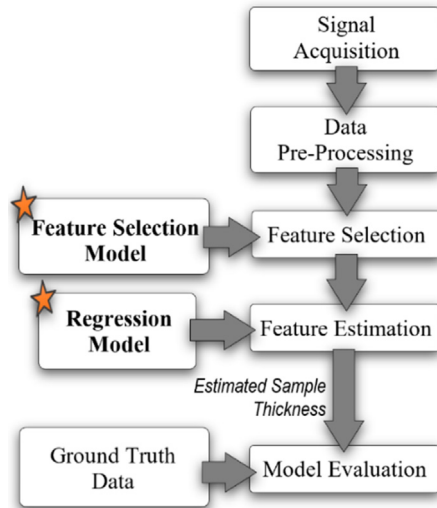 Signal
Acquisition
Data
Pre-Processing
Feature Selection
Model
Feature Selection
Regression
Model
Feature Estimation
Estimated Sample
Thickness
Ground Truth
Data
Model Evaluation